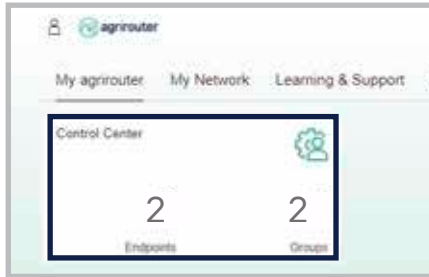 agrirouter
My agrirouter My Network Learning & Support
Control Center
2 2
Endpoints Groups